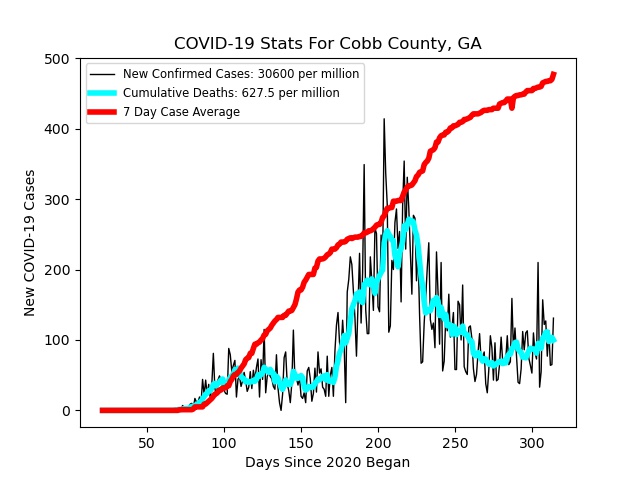 COVID-19 Stats For Cobb County, GA
New Confirmed Cases: 30600 per million
Cumulative Deaths: 627.5 per million
7 Day Case Average
500
400
300
200
100
0
New COVID-19 Cases
50 100 150 200 250 300
Days Since 2020 Began